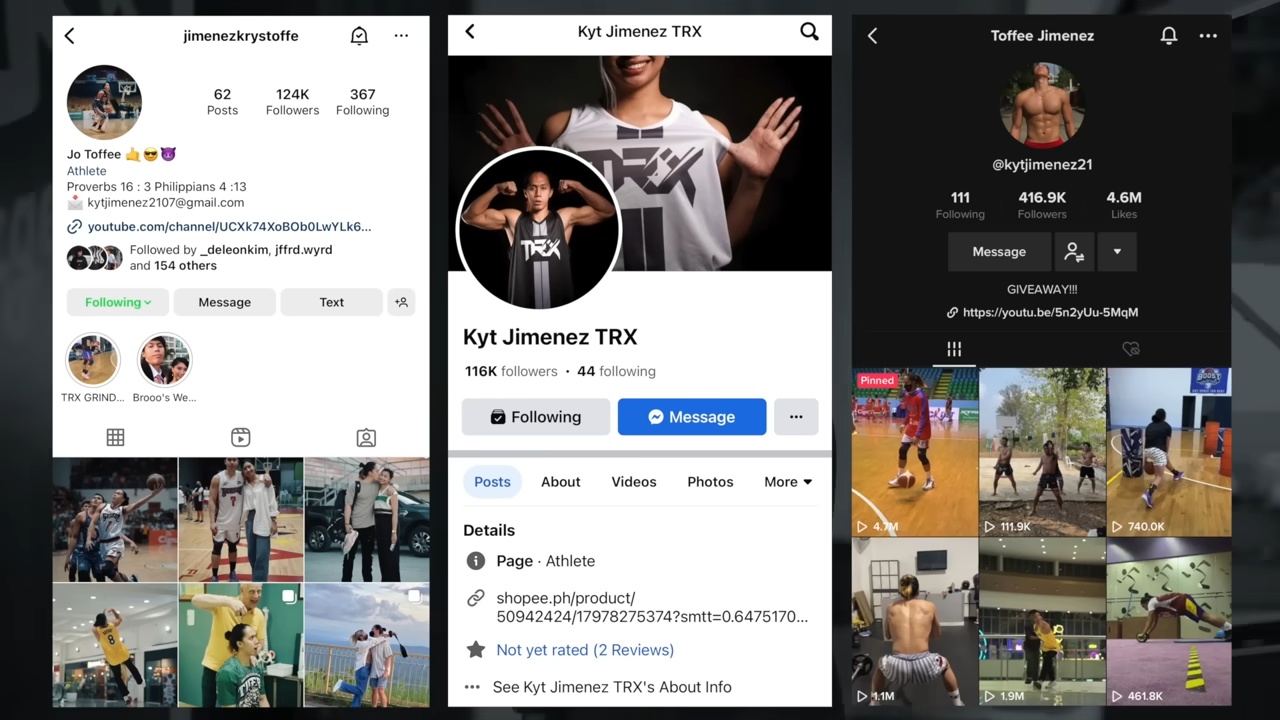 jimenezkrystoffe
62
Posts
124K
Followers
367
Following
Jo Toffee 🤙😎😈
Athlete
Proverbs 16 : 3 Philippians 4 :13
📩 kytjimenez2107@gmail.com
youtube.com/channel/UCXk74XoBOb0LwYLk6...
Followed by _deleonkim, jffrd.wyrd
and 154 others
Following
Message
Text
TRX GRIND...
Brooo's We...
8
Kyt Jimenez TRX
TRX
TRX
Kyt Jimenez TRX
116K followers • 44 following
Following
Message
Posts
About
Videos
Photos
More
Details
Page · Athlete
shopee.ph/product/
50942424/17978275374?smtt=0.6475170...
Not yet rated (2 Reviews)
See Kyt Jimenez TRX's About Info
Toffee Jimenez
@kytjimenez21
111
Following
416.9K
Followers
4.6M
Likes
Message
GIVEAWAY!!!
https://youtu.be/5n2yUu-5MqM
Pinned
BOOST
4.7M
111.9K
740.0K
1.1M
1.9M
461.8K